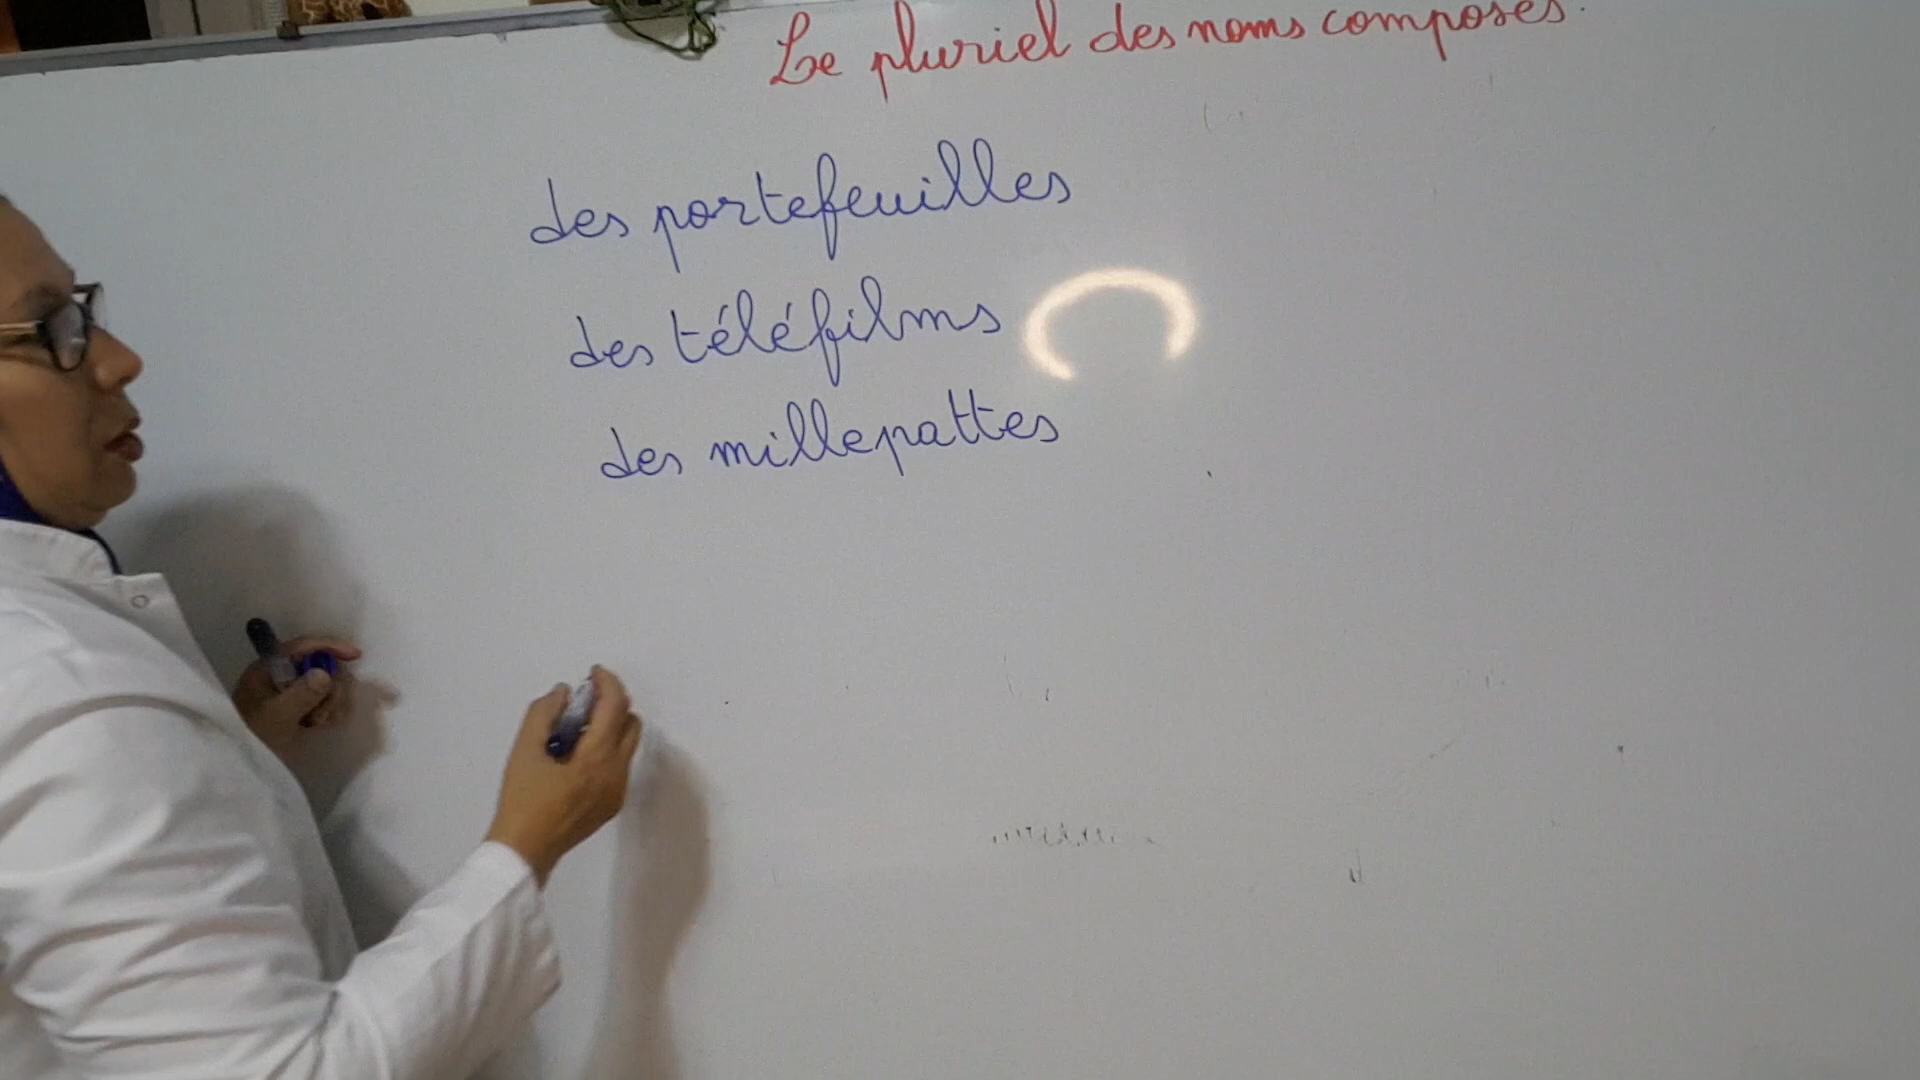 Le pluriel des noms composés.
des portefeuilles
des téléfilms
des millepattes